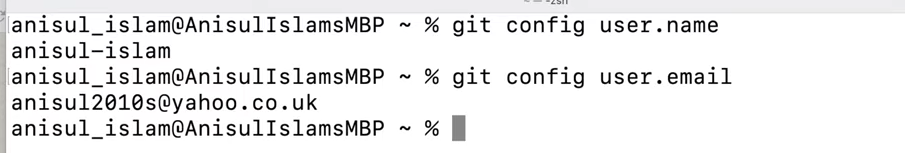 -zsh
anisul_islam@AnisulIslamsMBP ~ % git config user.name
anisul-islam
anisul_islam@AnisulIslamsMBP ~ % git config user.email
anisul2010s@yahoo.co.uk
anisul_islam@AnisulIslamsMBP ~ %